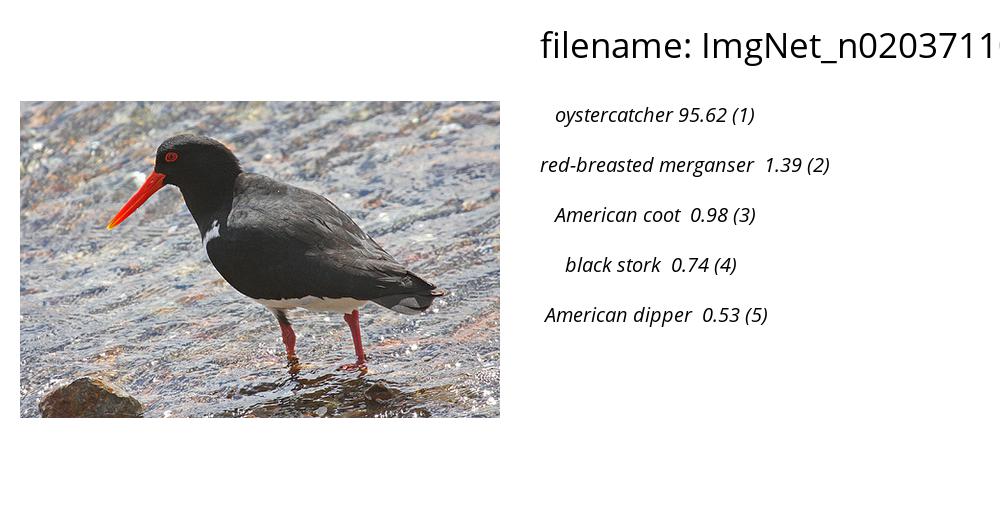 filename: ImgNet_n0203711
oystercatcher 95.62 (1)
red-breasted merganser 1.39 (2)
American coot 0.98 (3)
black stork 0.74 (4)
American dipper 0.53 (5)